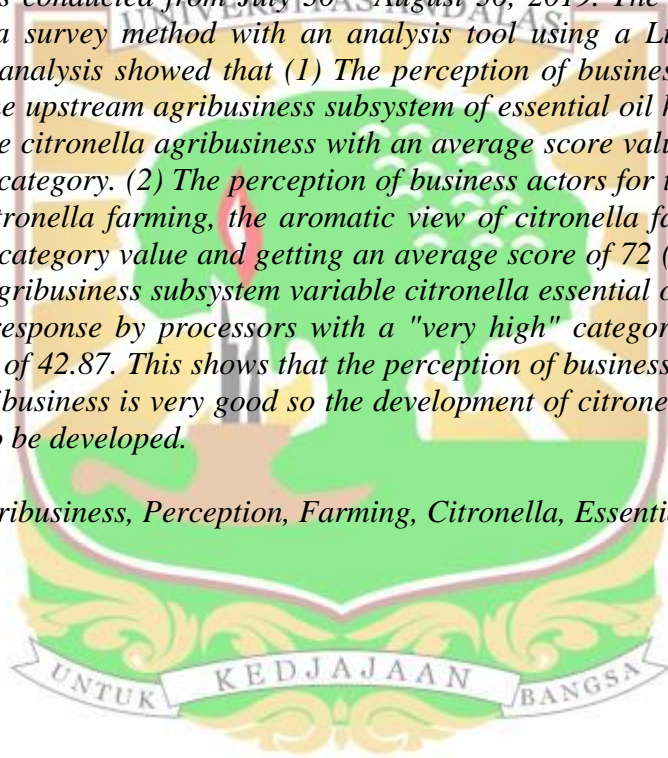 s conducted from July 30 – August 30, 2019. The
UNIVERSITAS ANDALAS
a survey method with an analysis tool using a Li
analysis showed that (1) The perception of busines
e upstream agribusiness subsystem of essential oil h
e citronella agribusiness with an average score valu
category. (2) The perception of business actors for t
tronella farming, the aromatic view of citronella fa
category value and getting an average score of 72 (
gribusiness subsystem variable citronella essential o
response by processors with a "very high" categor
of 42.87. This shows that the perception of business
ibusiness is very good so the development of citrone
o be developed.
ribusiness, Perception, Farming, Citronella, Essenti
UNTUK KEDJAJAAN BANGSA